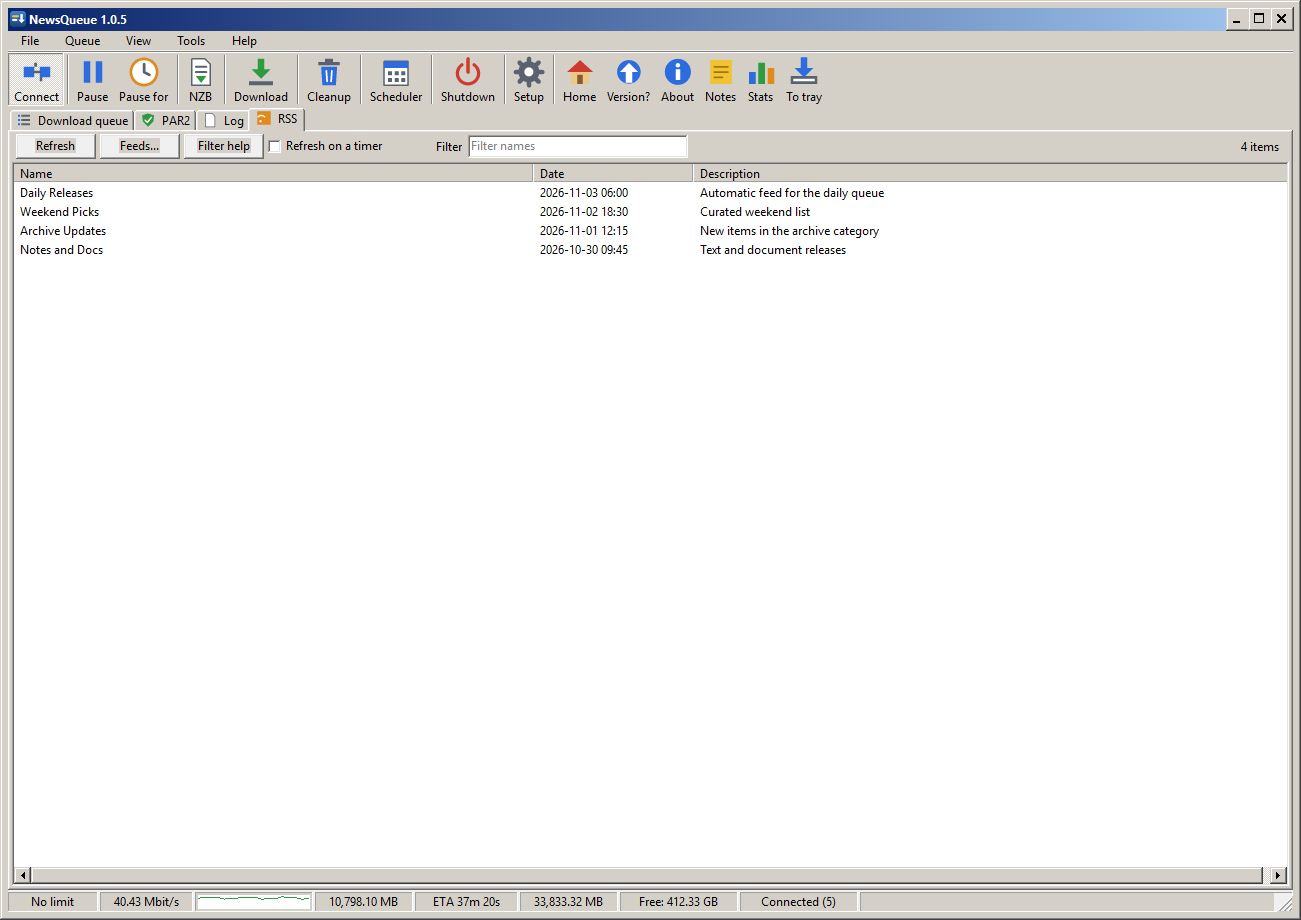 NewsQueue 1.0.5
File Queue View Tools Help
Connect Pause Pause for NZB Download Cleanup Scheduler Shutdown Setup Home Version? About Notes Stats To tray
Download queue PAR2 Log RSS
Refresh Feeds... Filter help Refresh on a timer Filter Filter names 4 items
Name Date Description
Daily Releases 2026-11-03 06:00 Automatic feed for the daily queue
Weekend Picks 2026-11-02 18:30 Curated weekend list
Archive Updates 2026-11-01 12:15 New items in the archive category
Notes and Docs 2026-10-30 09:45 Text and document releases
No limit 40.43 Mbit/s 10,798.10 MB ETA 37m 20s 33,833.32 MB Free: 412.33 GB Connected (5)